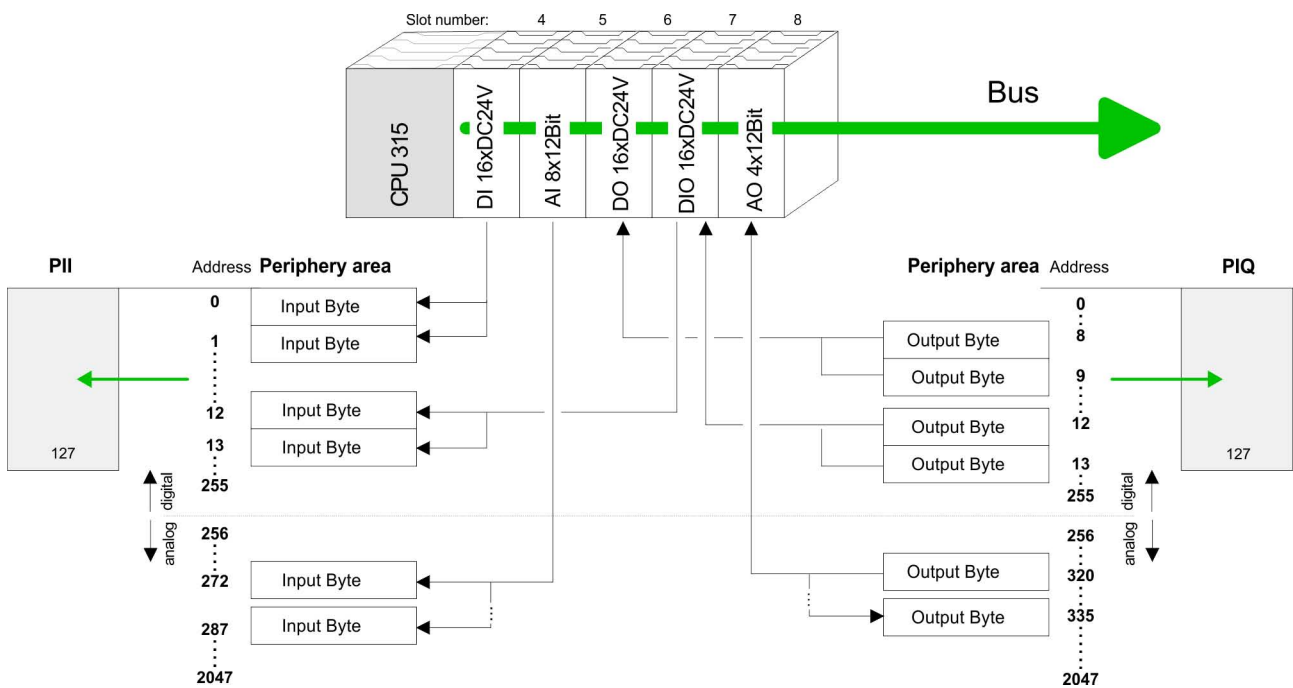 Slot number: 4 5 6 7 8
CPU 315
DI 16xDC24V
AI 8x12Bit
DO 16xDC24V
DIO 16xDC24V
AO 4x12Bit
Bus
PII
Address Periphery area
0 Input Byte
1 Input Byte
12 Input Byte
13 Input Byte
127
255
digital
analog
256
272 Input Byte
287 Input Byte
2047
Periphery area Address
PIQ
0
Output Byte 8
Output Byte 9
Output Byte 12
Output Byte 13
127
255
digital
analog
256
Output Byte 320
Output Byte 335
2047